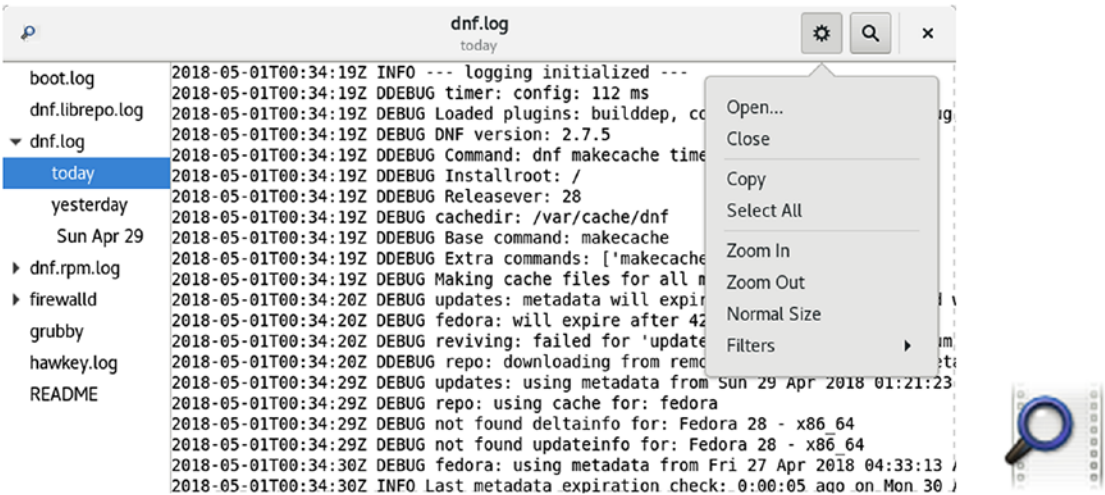 dnf.log
today
boot.log
dnf.librepo.log
dnf.log
today
yesterday
Sun Apr 29
dnf.rpm.log
firewalld
grubby
hawkey.log
README
2018-05-01T00:34:19Z INFO --- logging initialized ---
2018-05-01T00:34:19Z DDEBUG timer: config: 112 ms
2018-05-01T00:34:19Z DEBUG Loaded plugins: builddep, co
2018-05-01T00:34:19Z DEBUG DNF version: 2.7.5
2018-05-01T00:34:19Z DDEBUG Command: dnf makecache time
2018-05-01T00:34:19Z DDEBUG Installroot: /
2018-05-01T00:34:19Z DDEBUG Releasever: 28
2018-05-01T00:34:19Z DEBUG cachedir: /var/cache/dnf
2018-05-01T00:34:19Z DDEBUG Base command: makecache
2018-05-01T00:34:19Z DDEBUG Extra commands: ['makecache
2018-05-01T00:34:19Z DEBUG Making cache files for all m
2018-05-01T00:34:20Z DEBUG updates: metadata will expir
2018-05-01T00:34:20Z DEBUG fedora: will expire after 42
2018-05-01T00:34:20Z DEBUG reviving: failed for 'update
2018-05-01T00:34:20Z DDEBUG repo: downloading from remo
2018-05-01T00:34:29Z DEBUG updates: using metadata from Sun 29 Apr 2018 01:21:23
2018-05-01T00:34:29Z DEBUG repo: using cache for: fedora
2018-05-01T00:34:29Z DEBUG not found deltainfo for: Fedora 28 - x86_64
2018-05-01T00:34:29Z DEBUG not found updateinfo for: Fedora 28 - x86_64
2018-05-01T00:34:30Z DEBUG fedora: using metadata from Fri 27 Apr 2018 04:33:13
2018-05-01T00:34:30Z INFO Last metadata expiration check: 0:00:05 ago on Mon 30
Open...
Close
Copy
Select All
Zoom In
Zoom Out
Normal Size
Filters